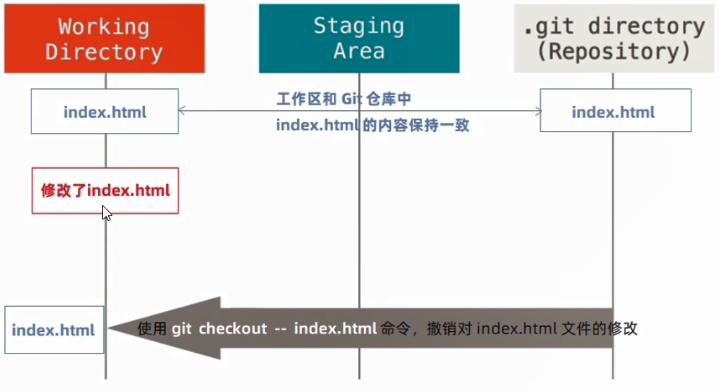 Working
Directory
Staging
Area
.git directory
(Repository)
index.html
工作区和 Git 仓库中
index.html 的内容保持一致
index.html
修改了index.html
index.html
使用 git checkout -- index.html 命令，撤销对 index.html 文件的修改